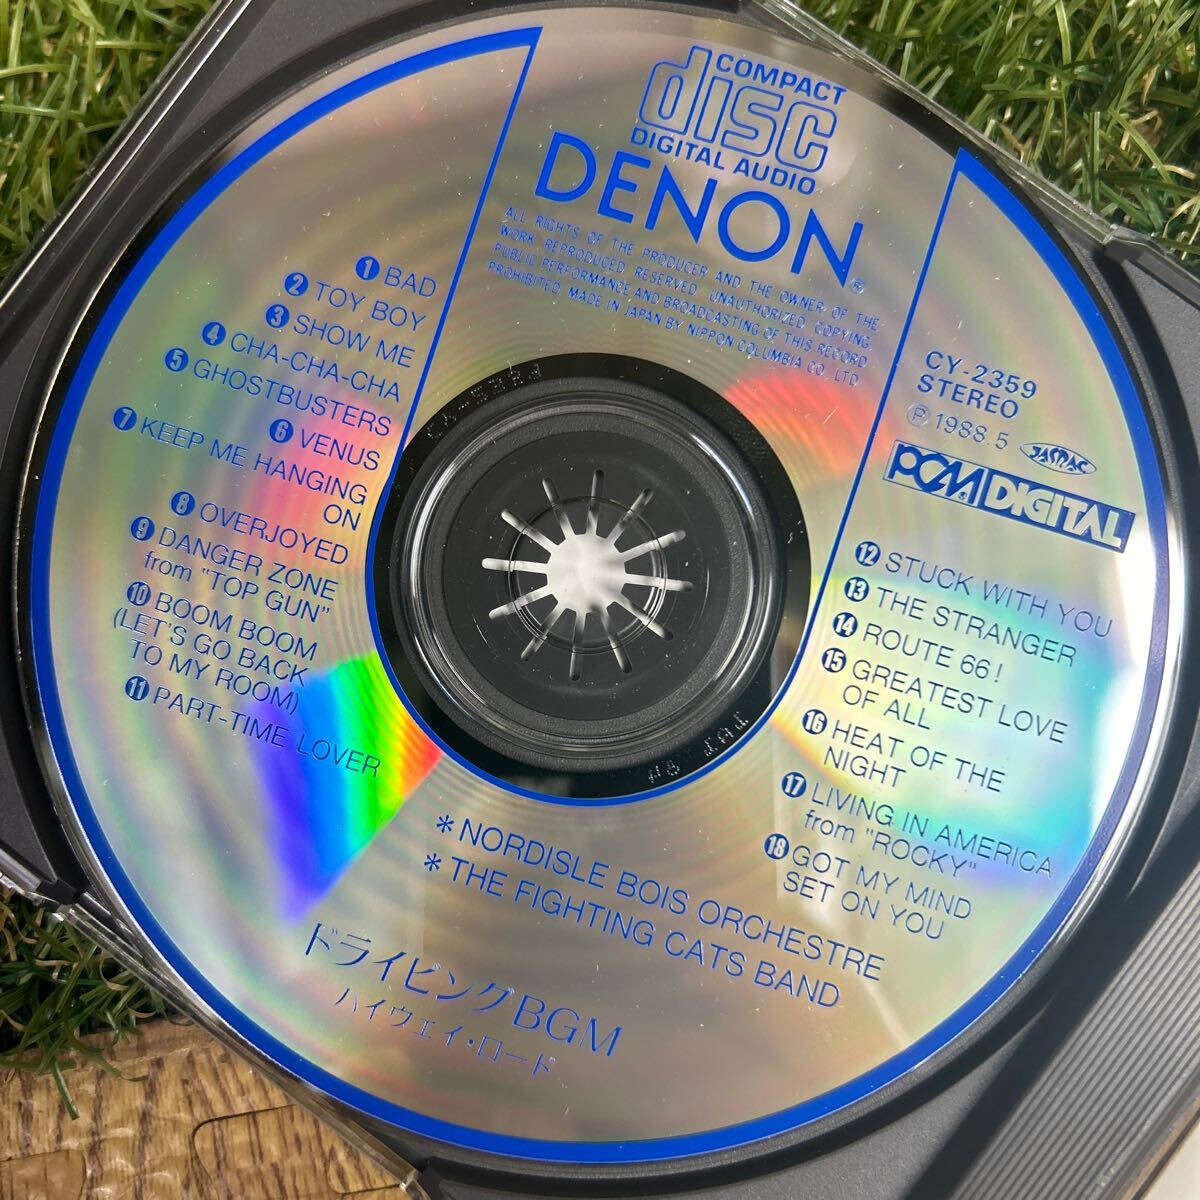 COMPACT
disc
DIGITAL AUDIO
DENON®
ALL RIGHTS OF THE PRODUCER AND THE OWNER OF THE
WORK REPRODUCED RESERVED. UNAUTHORIZED COPYING,
PUBLIC PERFORMANCE AND BROADCASTING OF THIS RECORD
PROHIBITED. MADE IN JAPAN BY NIPPON COLUMBIA CO., LTD.
CY-2359
STEREO
Ⓟ 1988.5 JASRAC
PCM DIGITAL
① BAD
② TOY BOY
③ SHOW ME
④ CHA-CHA-CHA
⑤ GHOSTBUSTERS
⑥ VENUS
⑦ KEEP ME HANGING
ON
⑧ OVERJOYED
⑨ DANGER ZONE
from "TOP GUN"
⑩ BOOM BOOM
(LET'S GO BACK
TO MY ROOM)
⑪ PART-TIME LOVER
⑫ STUCK WITH YOU
⑬ THE STRANGER
⑭ ROUTE 66!
⑮ GREATEST LOVE
OF ALL
⑯ HEAT OF THE
NIGHT
⑰ LIVING IN AMERICA
from "ROCKY"
⑱ GOT MY MIND
SET ON YOU
*NORDISLE BOIS ORCHESTRE
*THE FIGHTING CATS BAND
ドライビングBGM
ハイウェイ・ロード